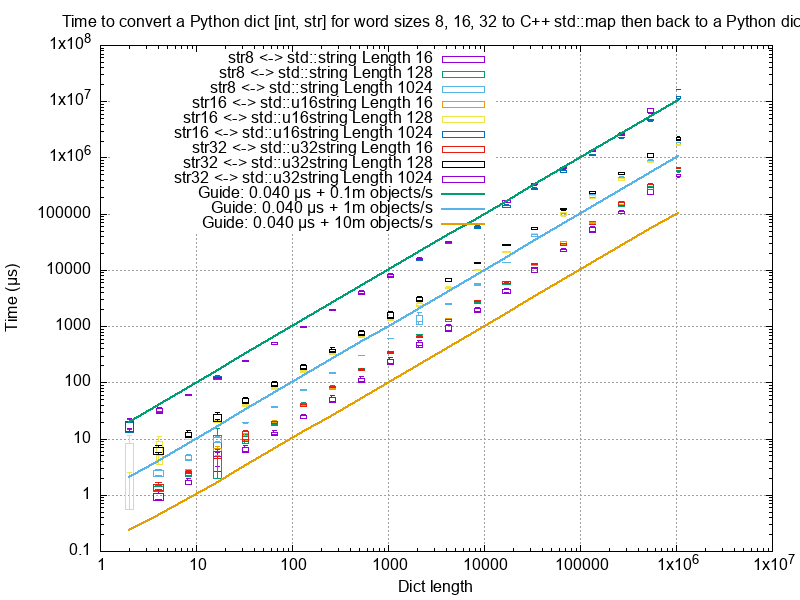 Time to convert a Python dict [int, str] for word sizes 8, 16, 32 to C++ std::map then back to a Python dic
1x10^8
1x10^7
1x10^6
100000
10000
1000
100
10
1
0.1
Time (µs)
str8 <-> std::string Length 16
str8 <-> std::string Length 128
str8 <-> std::string Length 1024
str16 <-> std::u16string Length 16
str16 <-> std::u16string Length 128
str16 <-> std::u16string Length 1024
str32 <-> std::u32string Length 16
str32 <-> std::u32string Length 128
str32 <-> std::u32string Length 1024
Guide: 0.040 µs + 0.1m objects/s
Guide: 0.040 µs + 1m objects/s
Guide: 0.040 µs + 10m objects/s
1 10 100 1000 10000 100000 1x10^6 1x10^7
Dict length